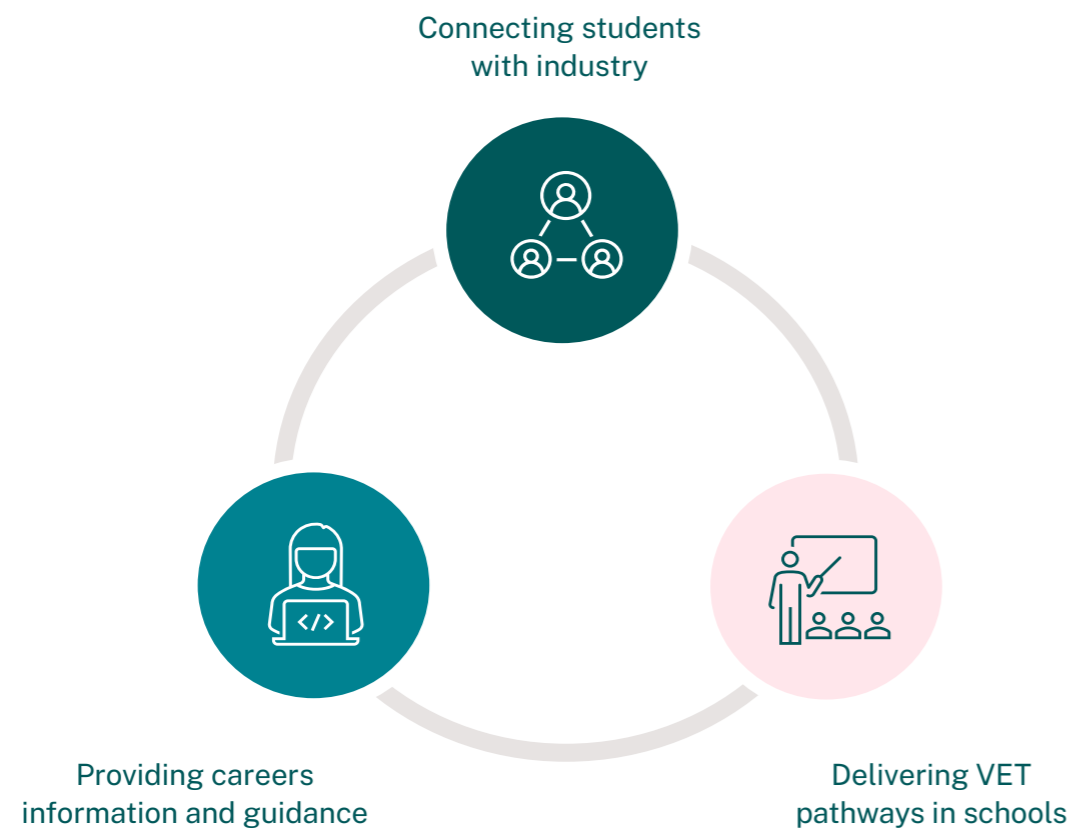 Connecting students
with industry
</>
Providing careers
information and guidance
Delivering VET
pathways in schools